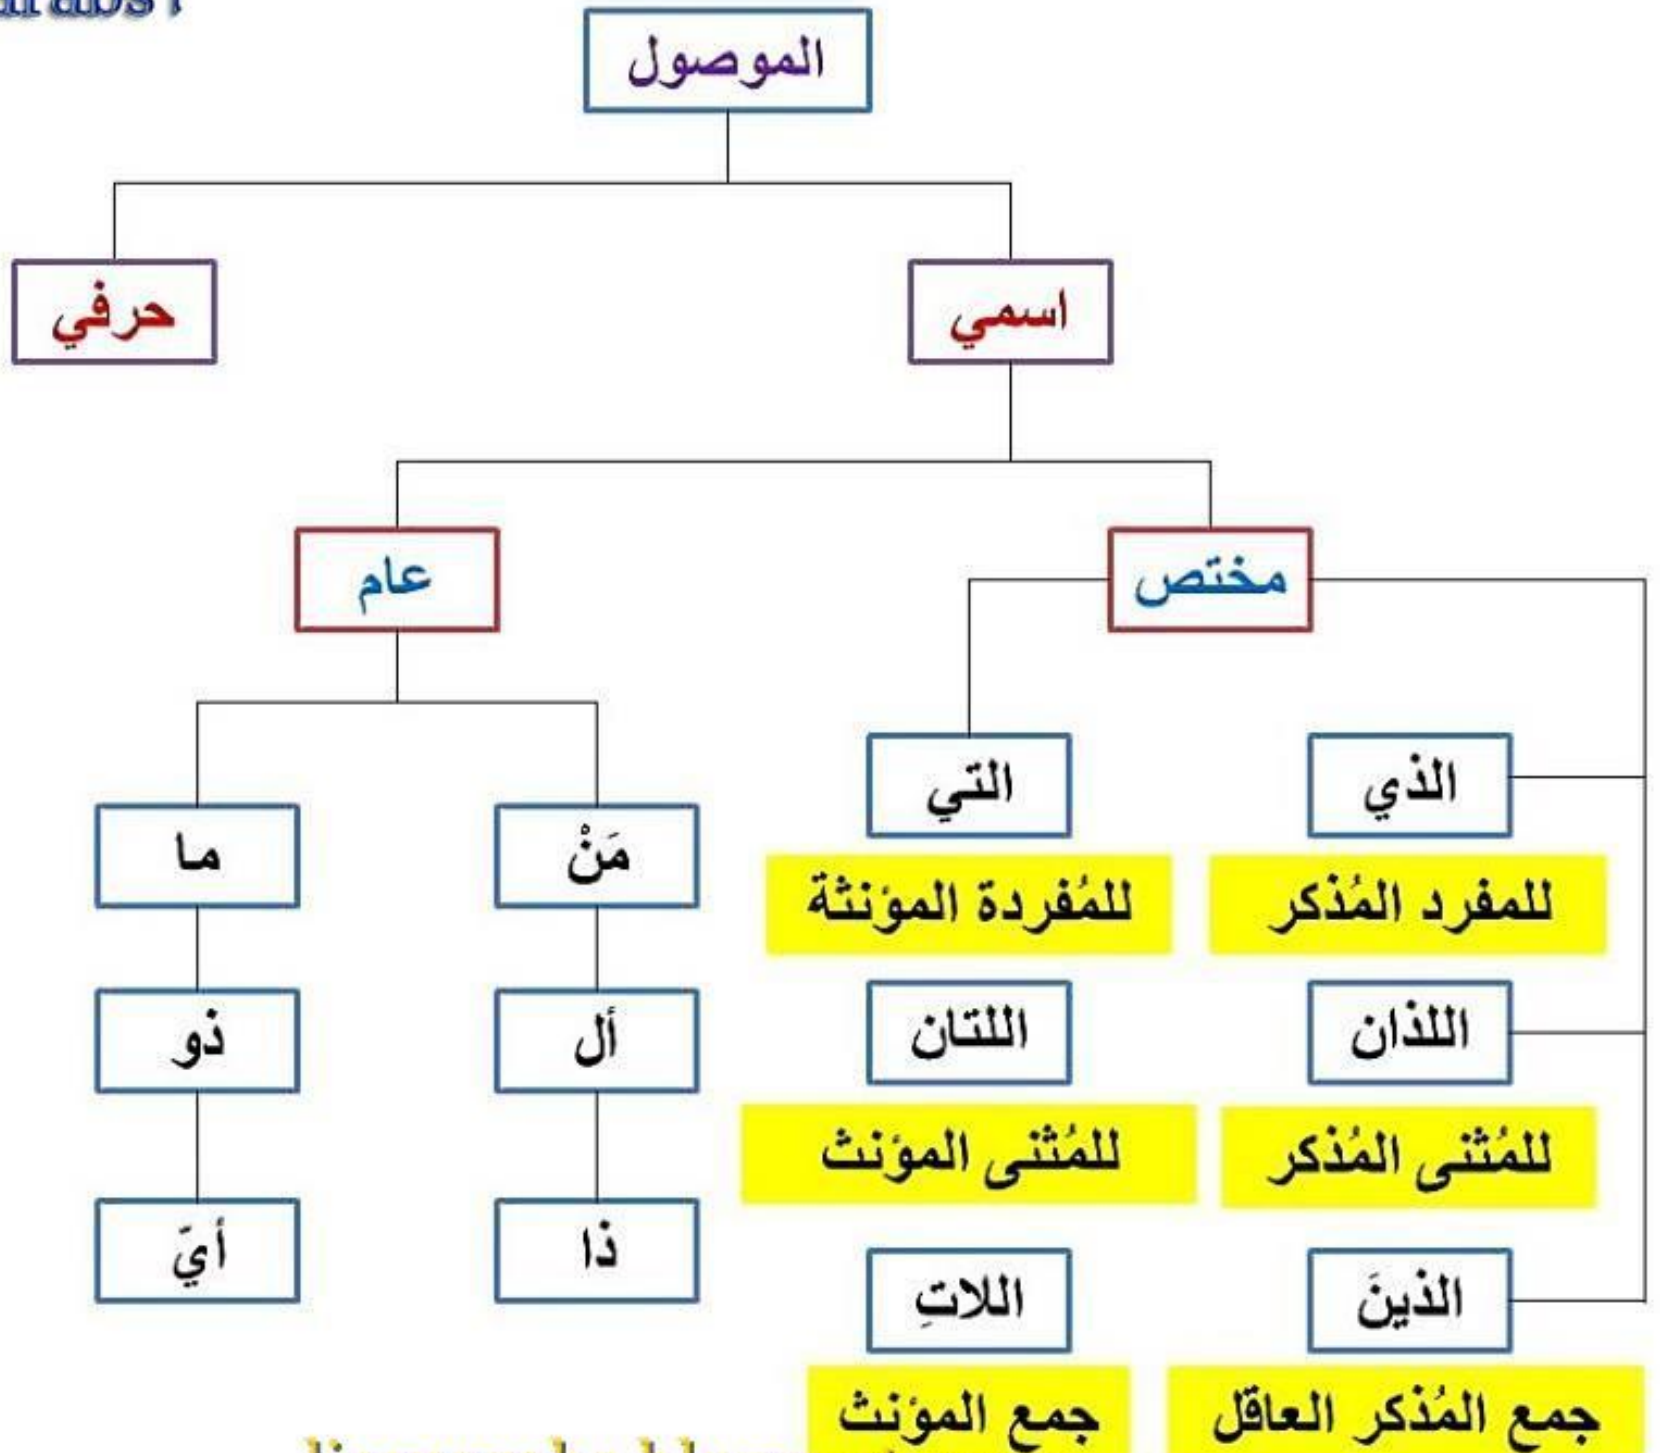 الموصول
اسمي
حرفي
مختص
عام
الذي
التي
للمفرد المُذكر
للمُفردة المؤنثة
اللذان
اللتان
للمُثنى المُذكر
للمُثنى المؤنث
الذينَ
اللاتِ
جمع المُذكر العاقل
جمع المؤنث
مَنْ
ما
أل
ذو
ذا
أيّ